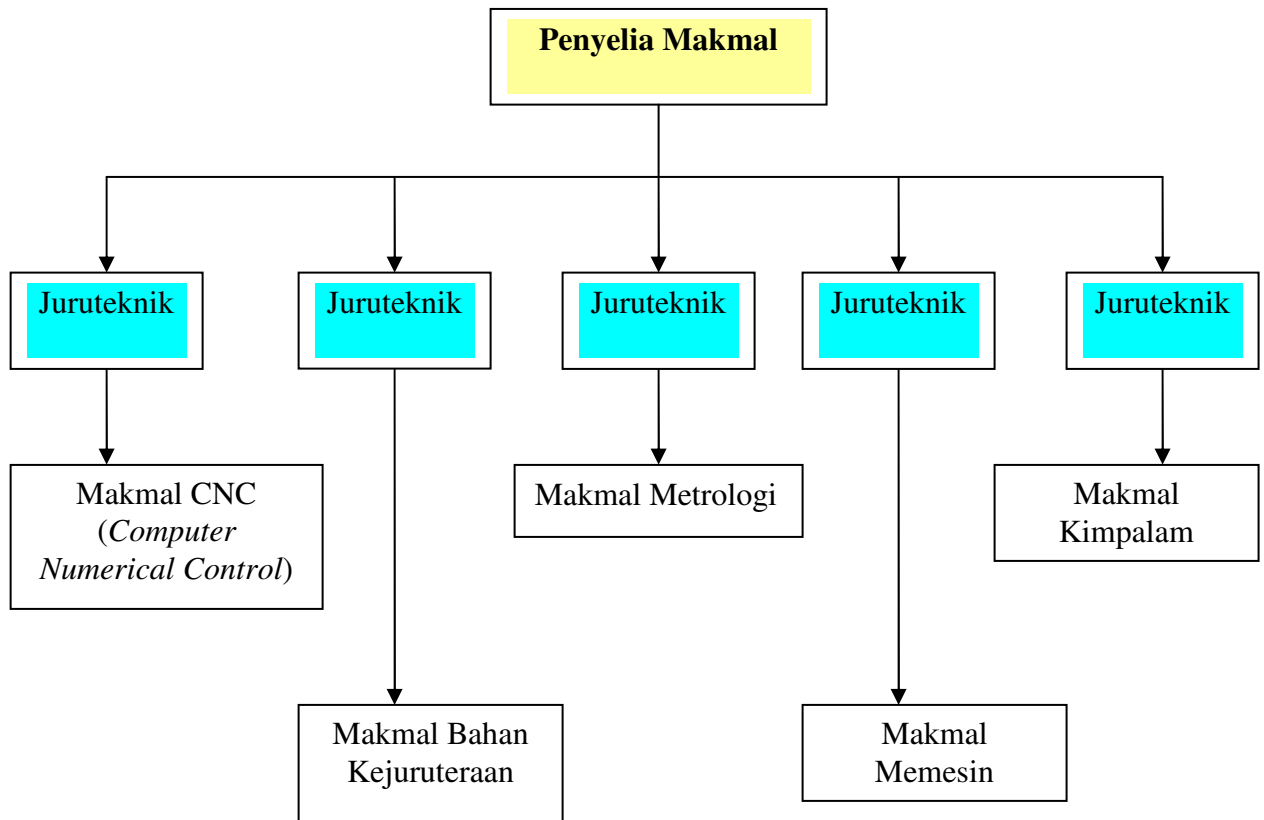 Penyelia Makmal
Juruteknik
Juruteknik
Juruteknik
Juruteknik
Juruteknik
Makmal CNC
(Computer
Numerical Control)
Makmal Metrologi
Makmal
Kimpalam
Makmal Bahan
Kejuruteraan
Makmal
Memesin